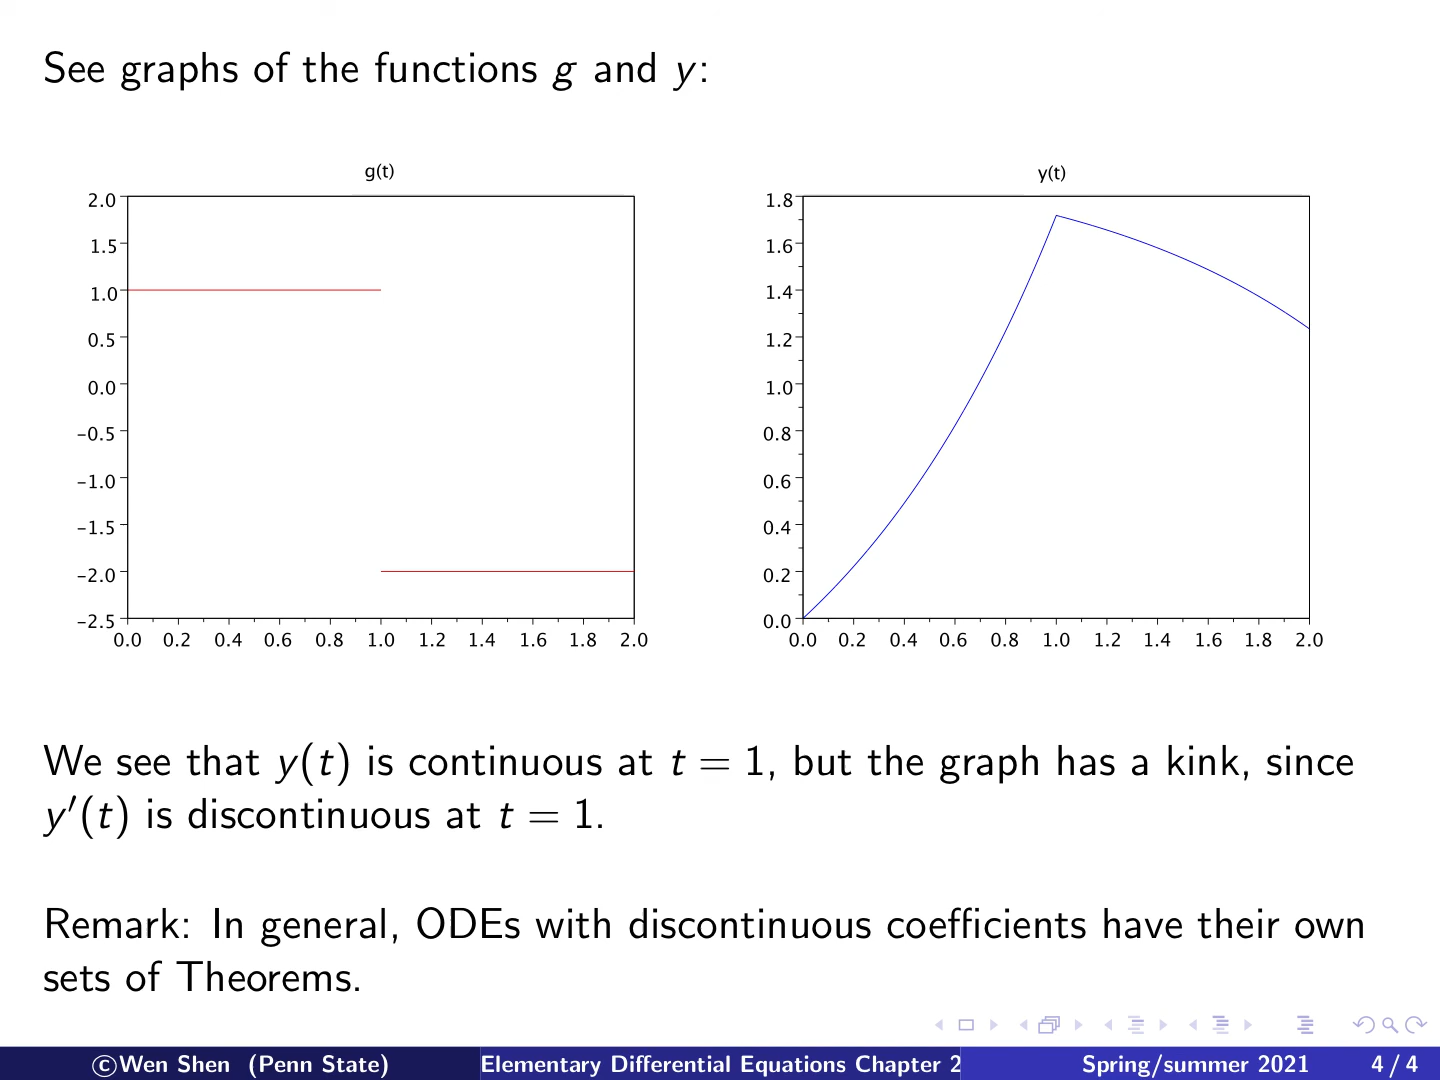 See graphs of the functions g and y:
g(t)
2.0
1.5
1.0
0.5
0.0
−0.5
−1.0
−1.5
−2.0
−2.5
0.0 0.2 0.4 0.6 0.8 1.0 1.2 1.4 1.6 1.8 2.0
y(t)
1.8
1.6
1.4
1.2
1.0
0.8
0.6
0.4
0.2
0.0
0.0 0.2 0.4 0.6 0.8 1.0 1.2 1.4 1.6 1.8 2.0
We see that y(t) is continuous at t = 1, but the graph has a kink, since
y′(t) is discontinuous at t = 1.
Remark: In general, ODEs with discontinuous coefficients have their own
sets of Theorems.
©Wen Shen (Penn State) Elementary Differential Equations Chapter 2 Spring/summer 2021 4 / 4